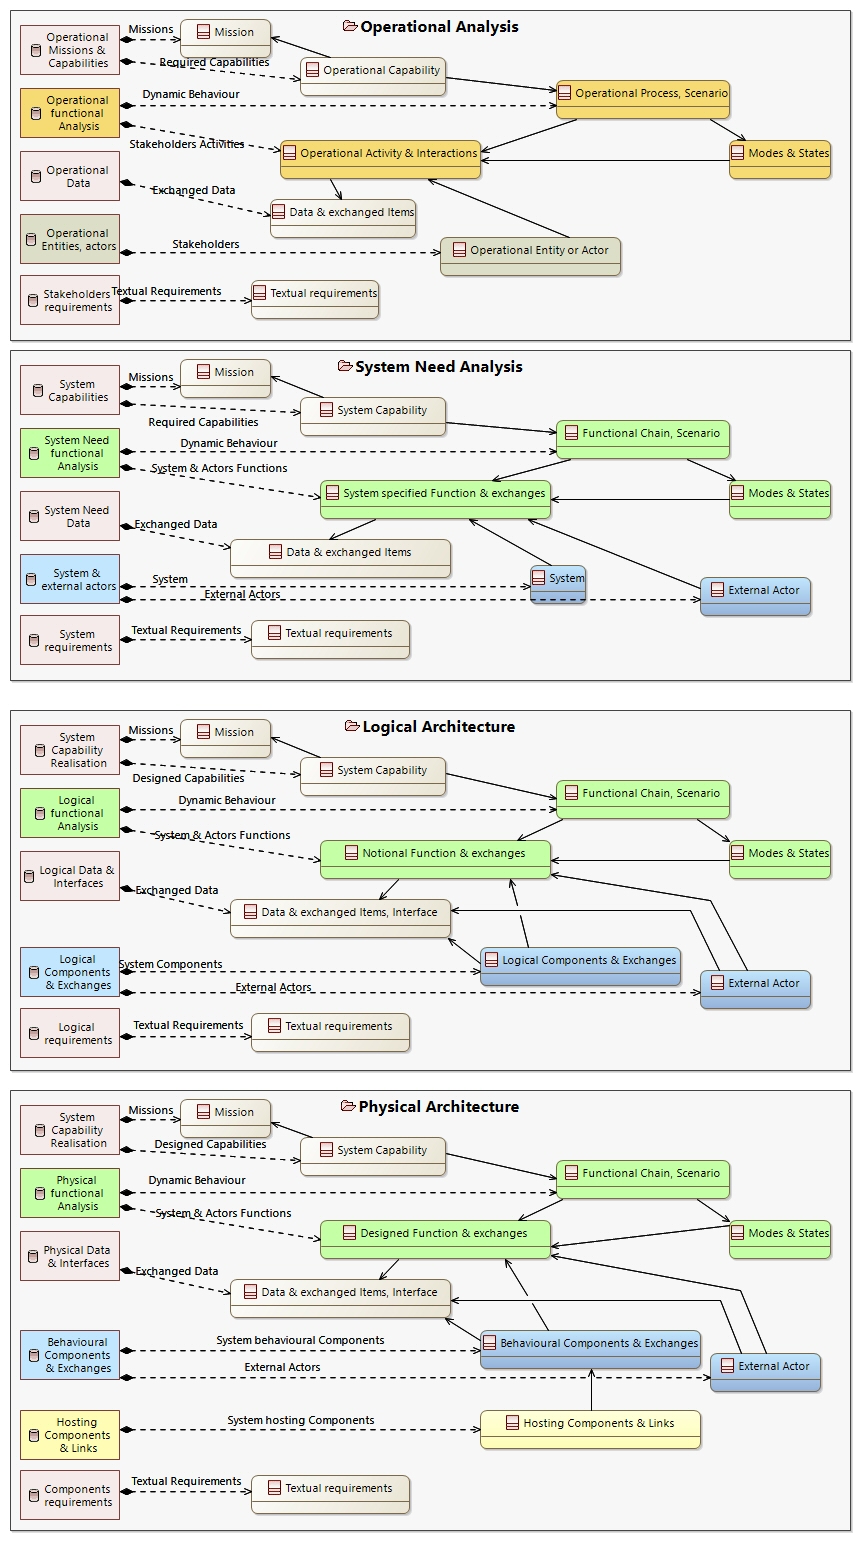 Operational Analysis
Operational
Missions &
Capabilities
Missions
Mission
Required Capabilities
Operational Capability
Operational
functional
Analysis
Dynamic Behaviour
Operational Process, Scenario
Stakeholders Activities
Operational Activity & Interactions
Modes & States
Operational
Data
Exchanged Data
Data & exchanged Items
Operational
Entities, actors
Stakeholders
Operational Entity or Actor
Stakeholders
requirements
Textual Requirements
Textual requirements
System Need Analysis
System
Capabilities
Missions
Mission
Required Capabilities
System Capability
System Need
functional
Analysis
Dynamic Behaviour
Functional Chain, Scenario
System & Actors Functions
System specified Function & exchanges
Modes & States
System Need
Data
Exchanged Data
Data & exchanged Items
System &
external actors
System
System
External Actors
External Actor
System
requirements
Textual Requirements
Textual requirements
Logical Architecture
System
Capability
Realisation
Missions
Mission
Designed Capabilities
System Capability
Logical
functional
Analysis
Dynamic Behaviour
Functional Chain, Scenario
System & Actors Functions
Notional Function & exchanges
Modes & States
Logical Data &
Interfaces
Exchanged Data
Data & exchanged Items, Interface
Logical
Components
& Exchanges
System Components
Logical Components & Exchanges
External Actors
External Actor
Logical
requirements
Textual Requirements
Textual requirements
Physical Architecture
System
Capability
Realisation
Missions
Mission
Designed Capabilities
System Capability
Physical
functional
Analysis
Dynamic Behaviour
Functional Chain, Scenario
System & Actors Functions
Designed Function & exchanges
Modes & States
Physical Data
& Interfaces
Exchanged Data
Data & exchanged Items, Interface
Behavioural
Components
& Exchanges
System behavioural Components
Behavioural Components & Exchanges
External Actors
External Actor
Hosting
Components
& Links
System hosting Components
Hosting Components & Links
Components
requirements
Textual Requirements
Textual requirements